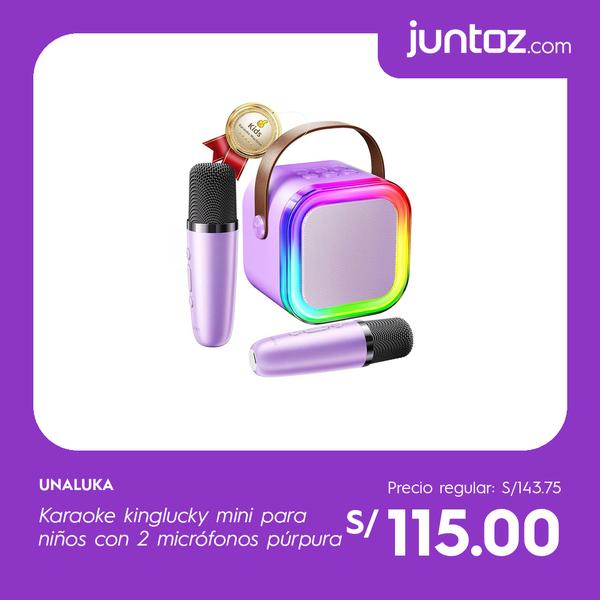 juntoz.com
Kids
UNALUKA
Karaoke kinglucky mini para
niños con 2 micrófonos púrpura
Precio regular: S/143.75
S/115.00